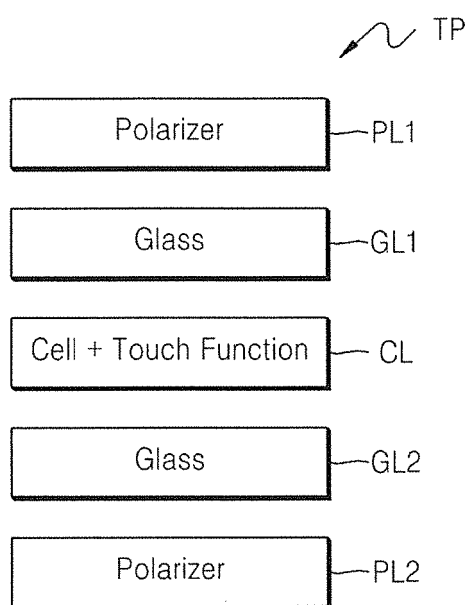 TP
Polarizer PL1
Glass GL1
Cell + Touch Function CL
Glass GL2
Polarizer PL2